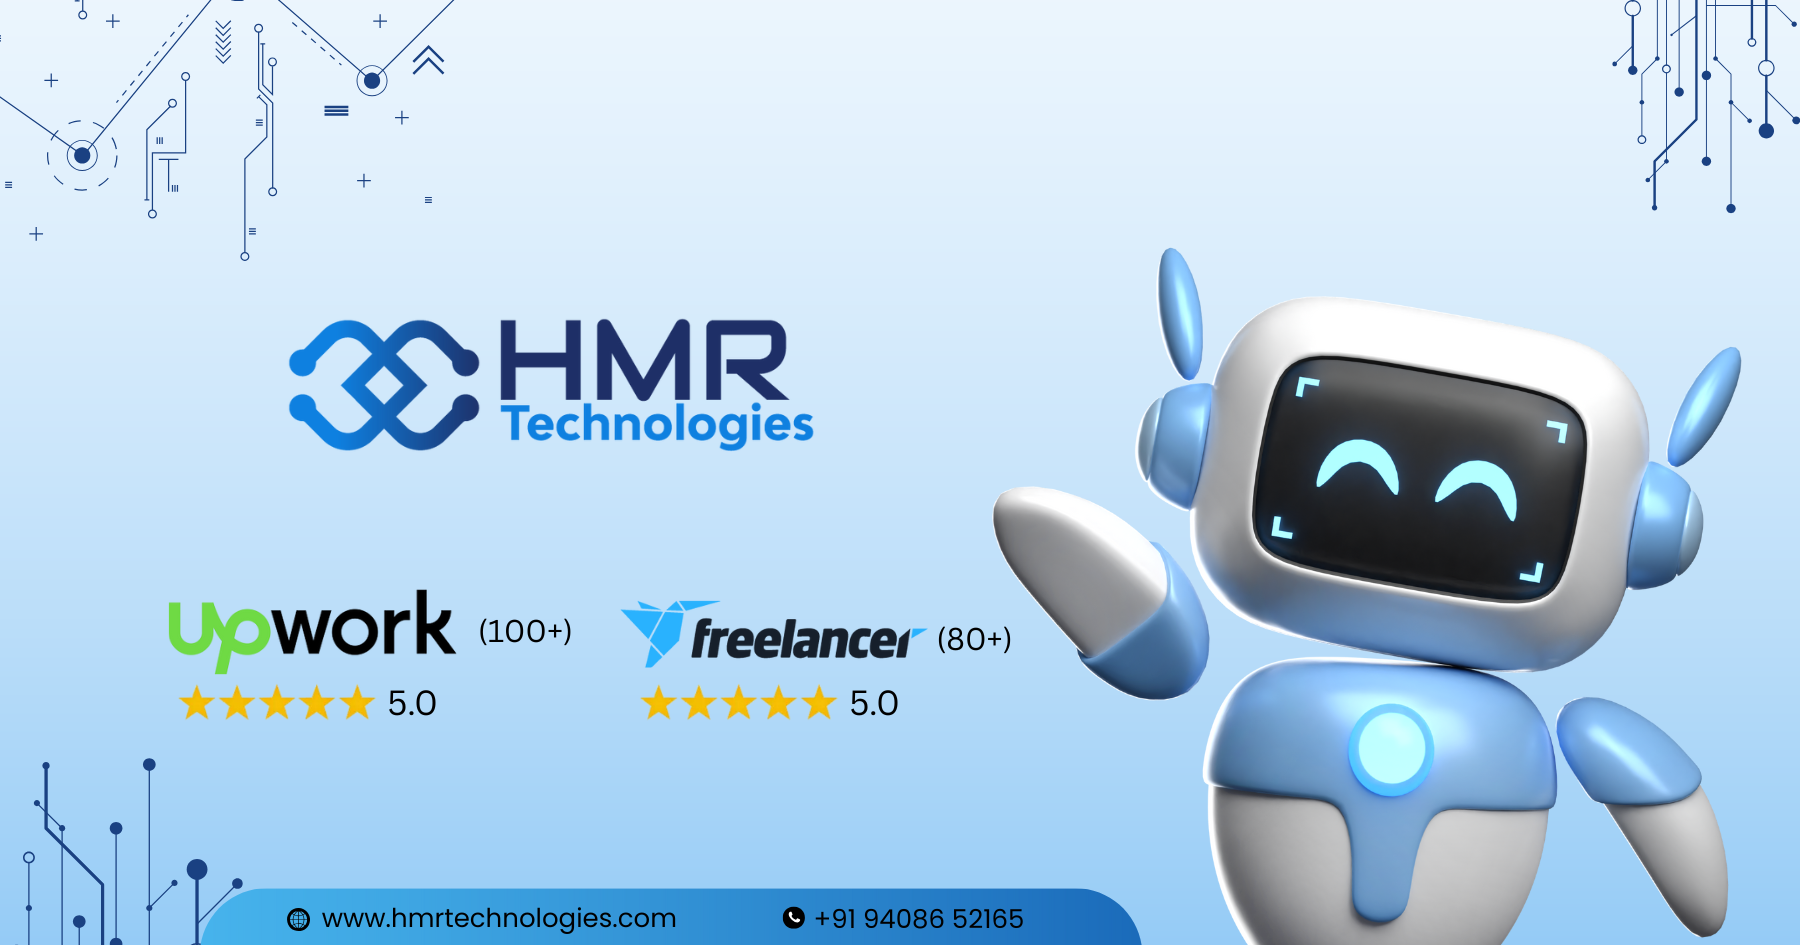 HMR
Technologies
upwork (100+)
5.0
freelancer (80+)
5.0
www.hmrtechnologies.com
+91 94086 52165